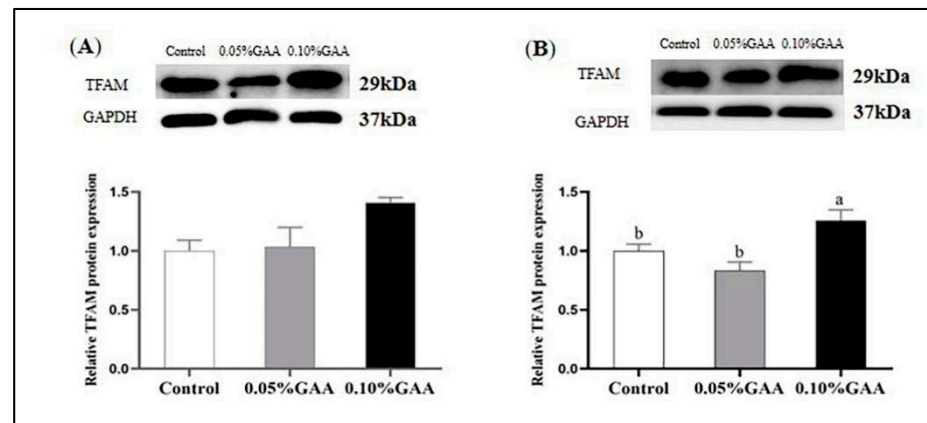 (A)
Control 0.05%GAA 0.10%GAA
TFAM 29kDa
GAPDH 37kDa
Relative TFAM protein expression
1.5
1.0
0.5
0.0
Control 0.05%GAA 0.10%GAA
(B)
Control 0.05%GAA 0.10%GAA
TFAM 29kDa
GAPDH 37kDa
Relative TFAM protein expression
1.5
1.0
0.5
0.0
b b a
Control 0.05%GAA 0.10%GAA